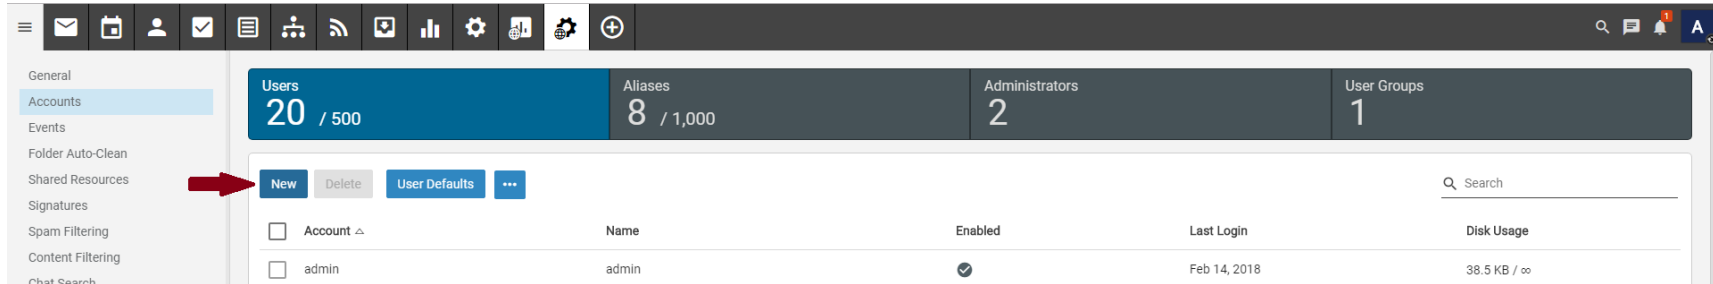 1
A
General
Accounts
Events
Folder Auto-Clean
Shared Resources
Signatures
Spam Filtering
Content Filtering
Chat Search
Users
20 / 500
Aliases
8 / 1,000
Administrators
2
User Groups
1
New Delete User Defaults ... Search
Account Name Enabled Last Login Disk Usage
admin admin Feb 14, 2018 38.5 KB / ∞